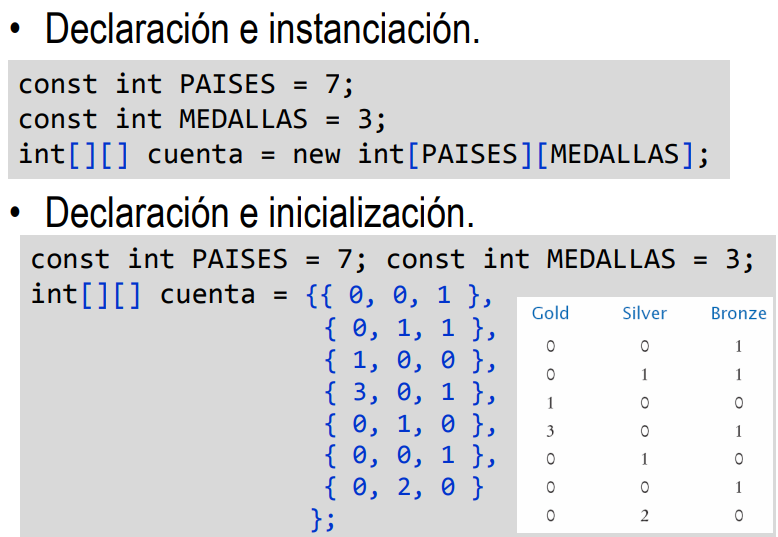 • Declaración e instanciación.
const int PAISES = 7;
const int MEDALLAS = 3;
int[][] cuenta = new int[PAISES][MEDALLAS];
• Declaración e inicialización.
const int PAISES = 7; const int MEDALLAS = 3;
int[][] cuenta = {{ 0, 0, 1 },
{ 0, 1, 1 },
{ 1, 0, 0 },
{ 3, 0, 1 },
{ 0, 1, 0 },
{ 0, 0, 1 },
{ 0, 2, 0 }
};
Gold Silver Bronze
0 0 1
0 1 1
1 0 0
3 0 1
0 1 0
0 0 1
0 2 0